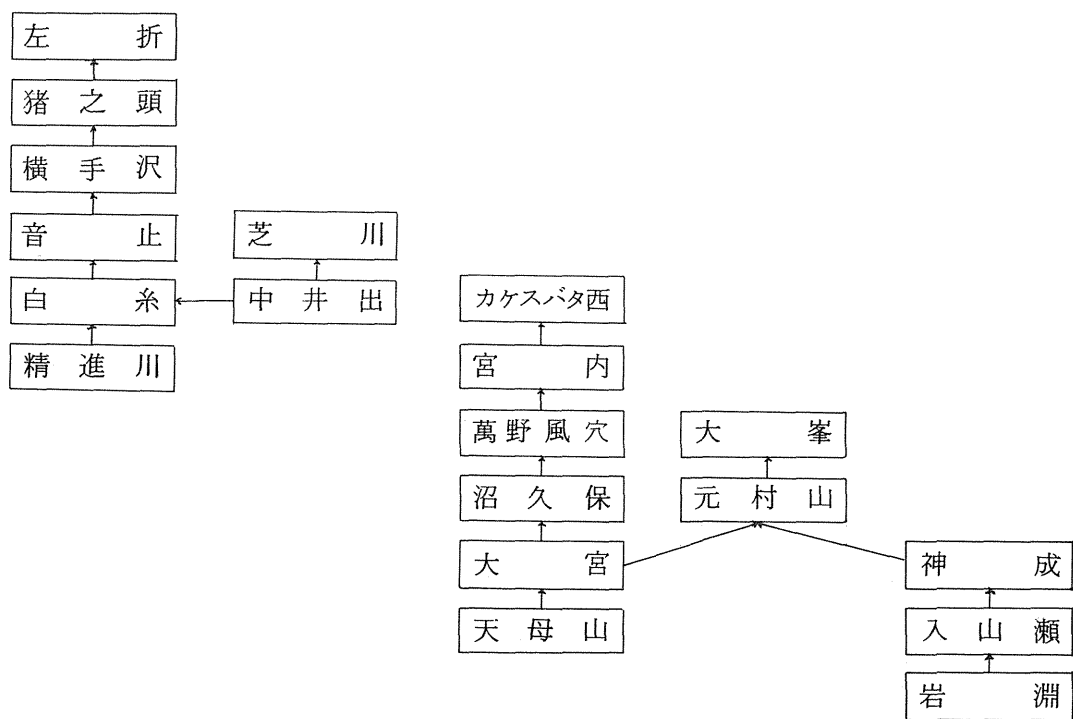 左折
猪之頭
横手沢
音止
白糸
精進川
芝川
中井出
カケスバタ西
宮内
萬野風穴
沼久保
大宮
天母山
大峯
元村山
神成
入山瀬
岩淵